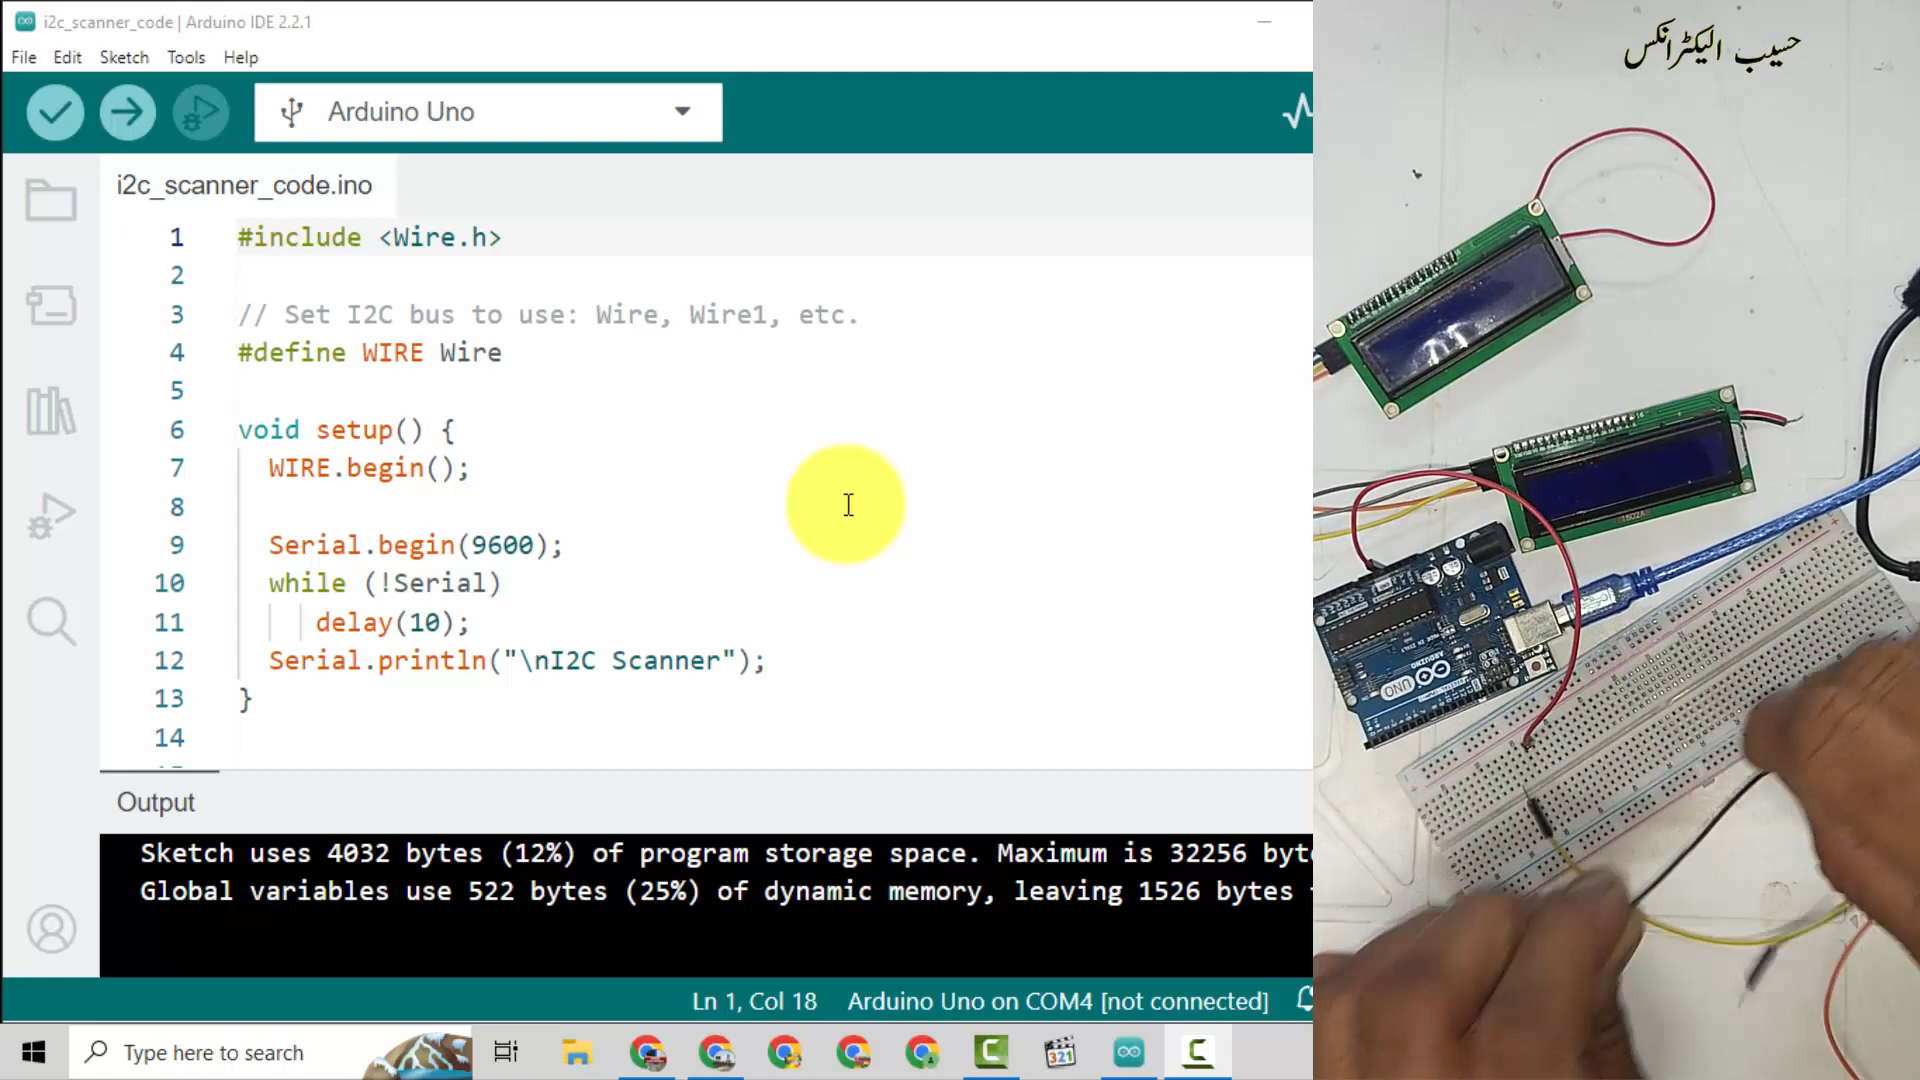 i2c_scanner_code | Arduino IDE 2.2.1
File Edit Sketch Tools Help
Arduino Uno
i2c_scanner_code.ino
1 #include <Wire.h>
2
3 // Set I2C bus to use: Wire, Wire1, etc.
4 #define WIRE Wire
5
6 void setup() {
7 WIRE.begin();
8
9 Serial.begin(9600);
10 while (!Serial)
11 delay(10);
12 Serial.println("\nI2C Scanner");
13 }
14
Output
Sketch uses 4032 bytes (12%) of program storage space. Maximum is 32256
Global variables use 522 bytes (25%) of dynamic memory, leaving 1526 bytes
Ln 1, Col 18 Arduino Uno on COM4 [not connected]
Type here to search
321
حسیب الیکٹرانکس
1602A
ARDUINO
UNO